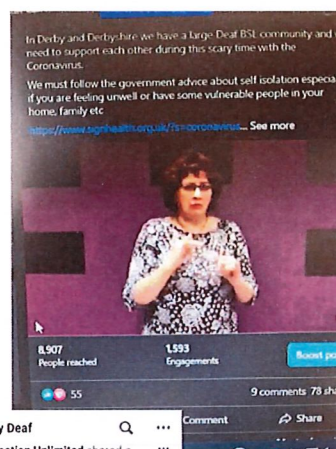 In Derby and Derbyshire we have a large Deaf BSL community and
need to support each other during this scary time with the
Coronavirus.
We must follow the government advice about self isolation
if you are feeling unwell or have some vulnerable people in your
home, family etc
https://www.signhealth.org.uk/?s=coronavirus... See more
8,907
People reached
1,593
Engagements
Boost
55
9 comments 78
Deaf
Comment
Share
Unlimited shared